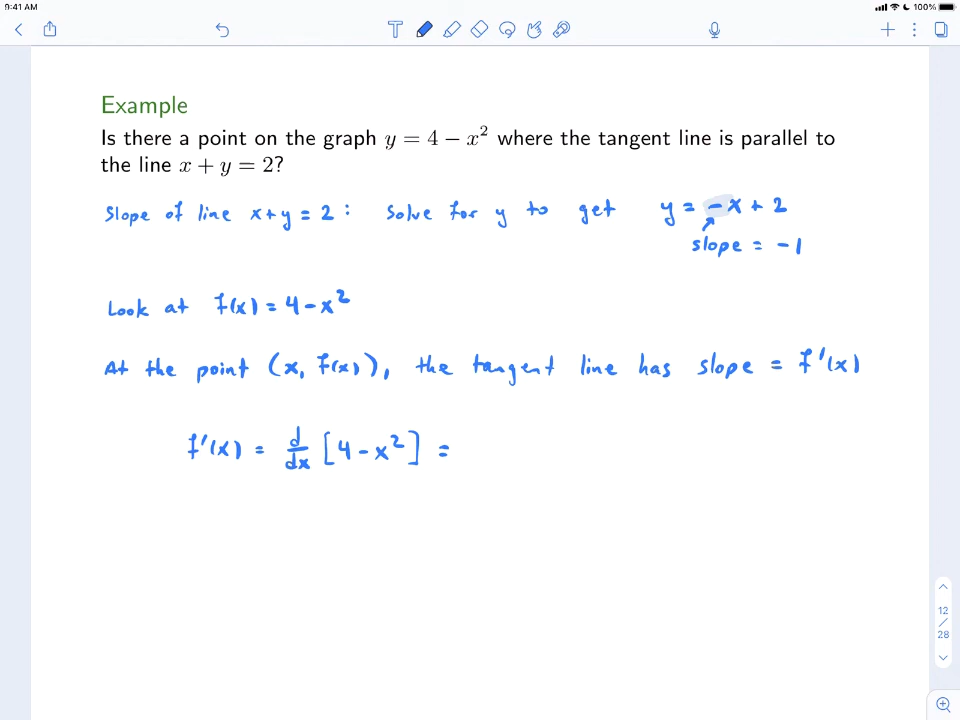 9:41 AM
100%
Example
Is there a point on the graph y = 4 − x² where the tangent line is parallel to
the line x + y = 2?
Slope of line x+y = 2 : Solve for y to get y = -x + 2
slope = -1
Look at f(x) = 4 - x²
At the point (x, f(x)), the tangent line has slope = f'(x)
f'(x) = d/dx [4 - x²] =
12
/
28